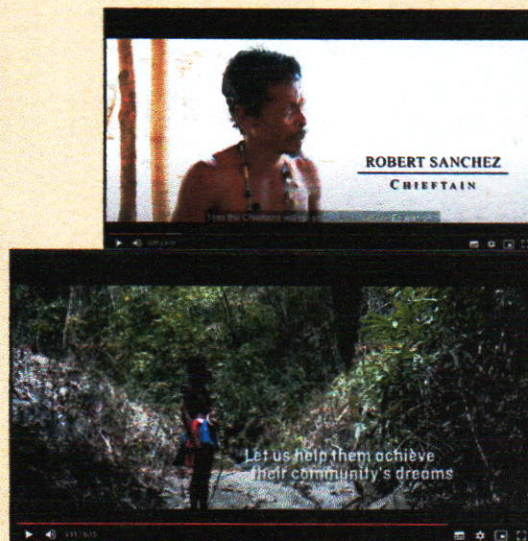 ROBERT SANCHEZ
CHIEFTAIN
Let us help them achieve
their community's dreams